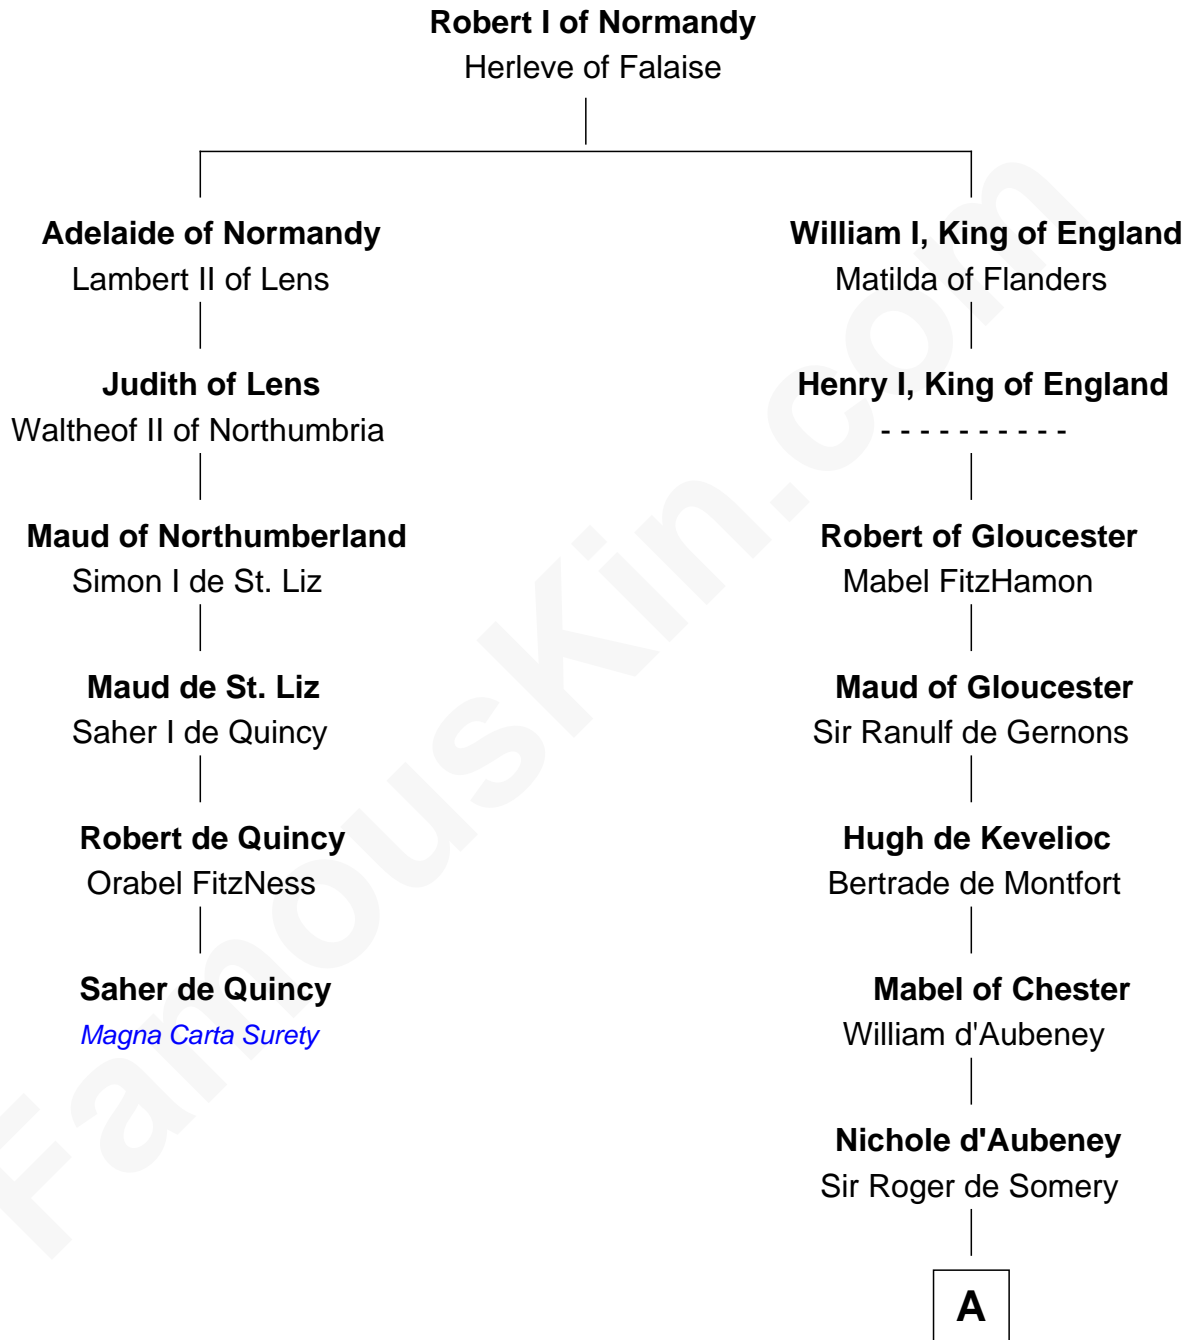 Robert I of Normandy
Herleve of Falaise
Adelaide of Normandy
Lambert II of Lens
Judith of Lens
Waltheof II of Northumbria
Maud of Northumberland
Simon I de St. Liz
Maud de St. Liz
Saher I de Quincy
Robert de Quincy
Orabel FitzNess
Saher de Quincy
Magna Carta Surety
William I, King of England
Matilda of Flanders
Henry I, King of England
- - - - - - - - - -
Robert of Gloucester
Mabel FitzHamon
Maud of Gloucester
Sir Ranulf de Gernons
Hugh de Kevelioc
Bertrade de Montfort
Mabel of Chester
William d'Aubeney
Nichole d'Aubeney
Sir Roger de Somery
A
FamousKin.com